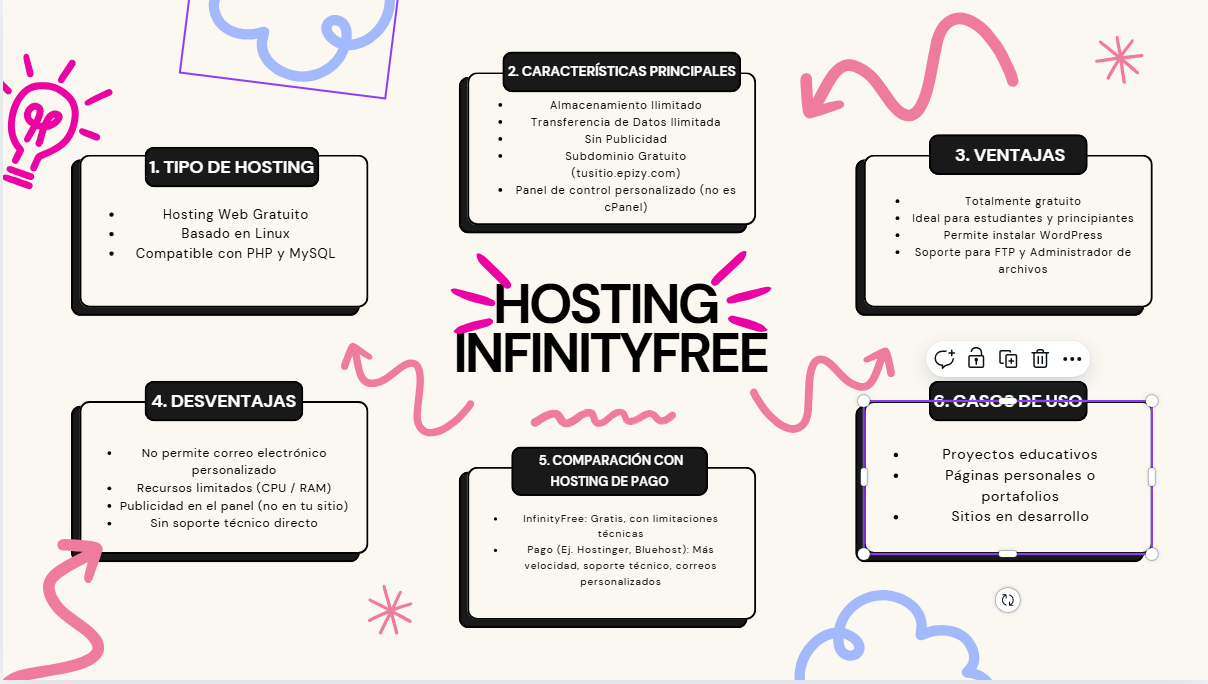 HOSTING
INFINITYFREE
1. TIPO DE HOSTING
Hosting Web Gratuito
Basado en Linux
Compatible con PHP y MySQL
2. CARACTERÍSTICAS PRINCIPALES
Almacenamiento Ilimitado
Transferencia de Datos Ilimitada
Sin Publicidad
Subdominio Gratuito
(tusitio.epizy.com)
Panel de control personalizado (no es
cPanel)
3. VENTAJAS
Totalmente gratuito
Ideal para estudiantes y principiantes
Permite instalar WordPress
Soporte para FTP y Administrador de
archivos
4. DESVENTAJAS
No permite correo electrónico
personalizado
Recursos limitados (CPU / RAM)
Publicidad en el panel (no en tu sitio)
Sin soporte técnico directo
5. COMPARACIÓN CON
HOSTING DE PAGO
InfinityFree: Gratis, con limitaciones
técnicas
Pago (Ej. Hostinger, Bluehost): Más
velocidad, soporte técnico, correos
personalizados
6. CASOS DE USO
Proyectos educativos
Páginas personales o
portafolios
Sitios en desarrollo